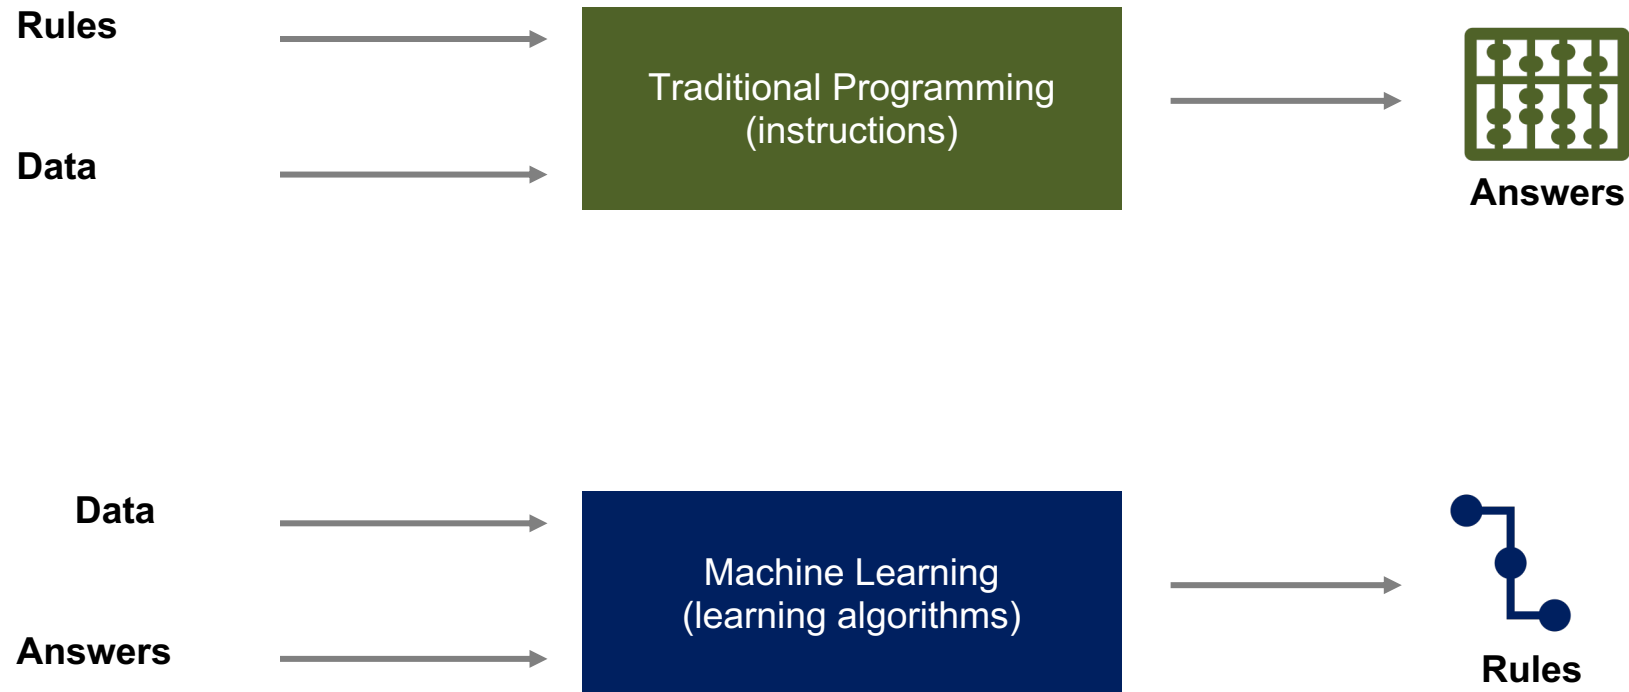 Rules
Traditional Programming
(instructions)
Data
Answers
Data
Machine Learning
(learning algorithms)
Answers
Rules